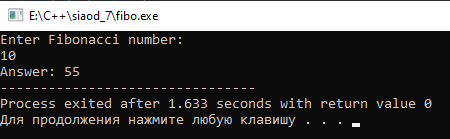 E:\C++\siaod_7\fibo.exe
Enter Fibonacci number:
10
Answer: 55
--------------------------------
Process exited after 1.633 seconds with return value 0
Для продолжения нажмите любую клавишу . . .